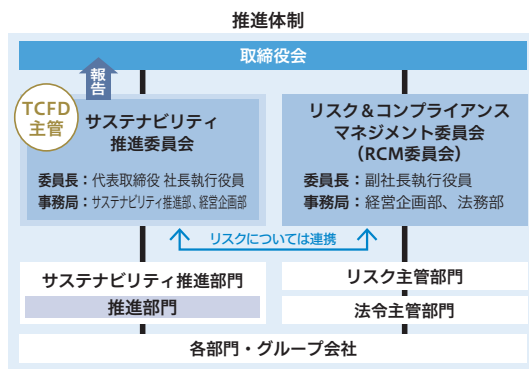 推進体制
取締役会
報告
TCFD
主管
サステナビリティ
推進委員会
委員長：代表取締役 社長執行役員
事務局：サステナビリティ推進部、経営企画部
リスク＆コンプライアンス
マネジメント委員会
（RCM委員会）
委員長：副社長執行役員
事務局：経営企画部、法務部
リスクについては連携
サステナビリティ推進部門
推進部門
リスク主管部門
法令主管部門
各部門・グループ会社